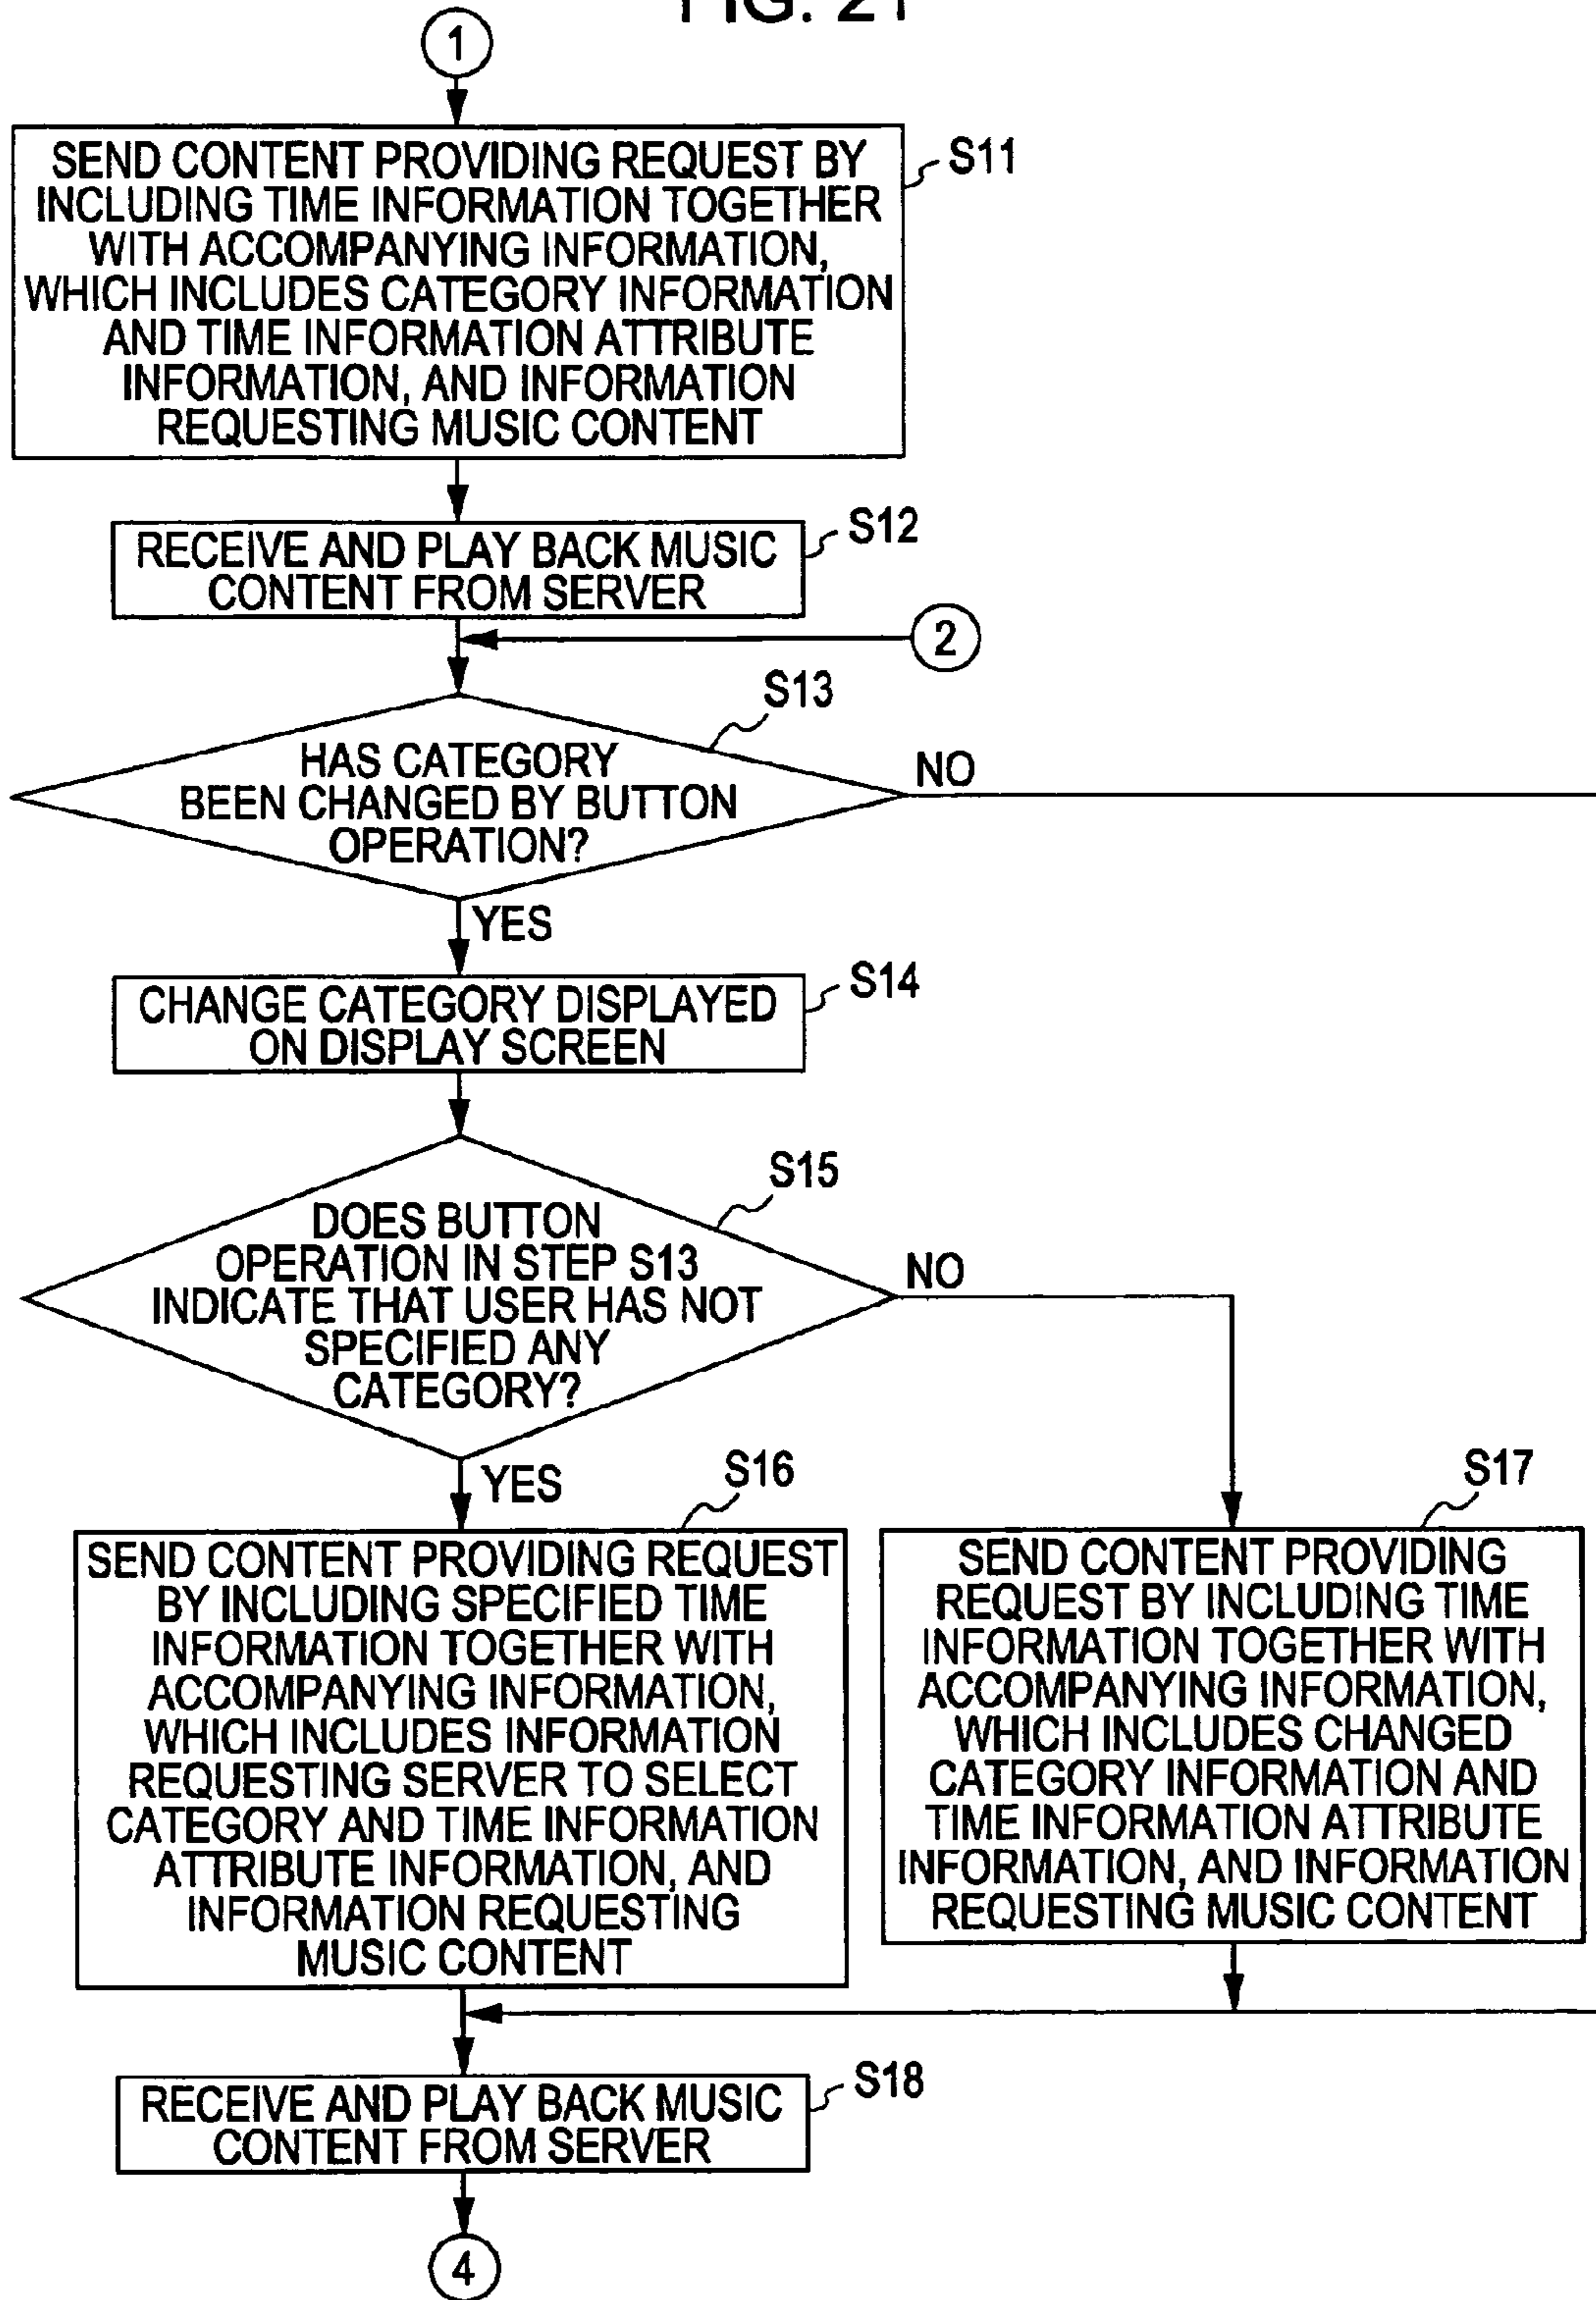 FIG. 21
1
SEND CONTENT PROVIDING REQUEST BY
INCLUDING TIME INFORMATION TOGETHER
WITH ACCOMPANYING INFORMATION,
WHICH INCLUDES CATEGORY INFORMATION
AND TIME INFORMATION ATTRIBUTE
INFORMATION, AND INFORMATION
REQUESTING MUSIC CONTENT
S11
RECEIVE AND PLAY BACK MUSIC
CONTENT FROM SERVER
S12
2
S13
HAS CATEGORY
BEEN CHANGED BY BUTTON
OPERATION?
NO
YES
CHANGE CATEGORY DISPLAYED
ON DISPLAY SCREEN
S14
S15
DOES BUTTON
OPERATION IN STEP S13
INDICATE THAT USER HAS NOT
SPECIFIED ANY
CATEGORY?
NO
YES
S16
SEND CONTENT PROVIDING REQUEST
BY INCLUDING SPECIFIED TIME
INFORMATION TOGETHER WITH
ACCOMPANYING INFORMATION,
WHICH INCLUDES INFORMATION
REQUESTING SERVER TO SELECT
CATEGORY AND TIME INFORMATION
ATTRIBUTE INFORMATION, AND
INFORMATION REQUESTING
MUSIC CONTENT
S17
SEND CONTENT PROVIDING
REQUEST BY INCLUDING TIME
INFORMATION TOGETHER WITH
ACCOMPANYING INFORMATION,
WHICH INCLUDES CHANGED
CATEGORY INFORMATION AND
TIME INFORMATION ATTRIBUTE
INFORMATION, AND INFORMATION
REQUESTING MUSIC CONTENT
RECEIVE AND PLAY BACK MUSIC
CONTENT FROM SERVER
S18
4